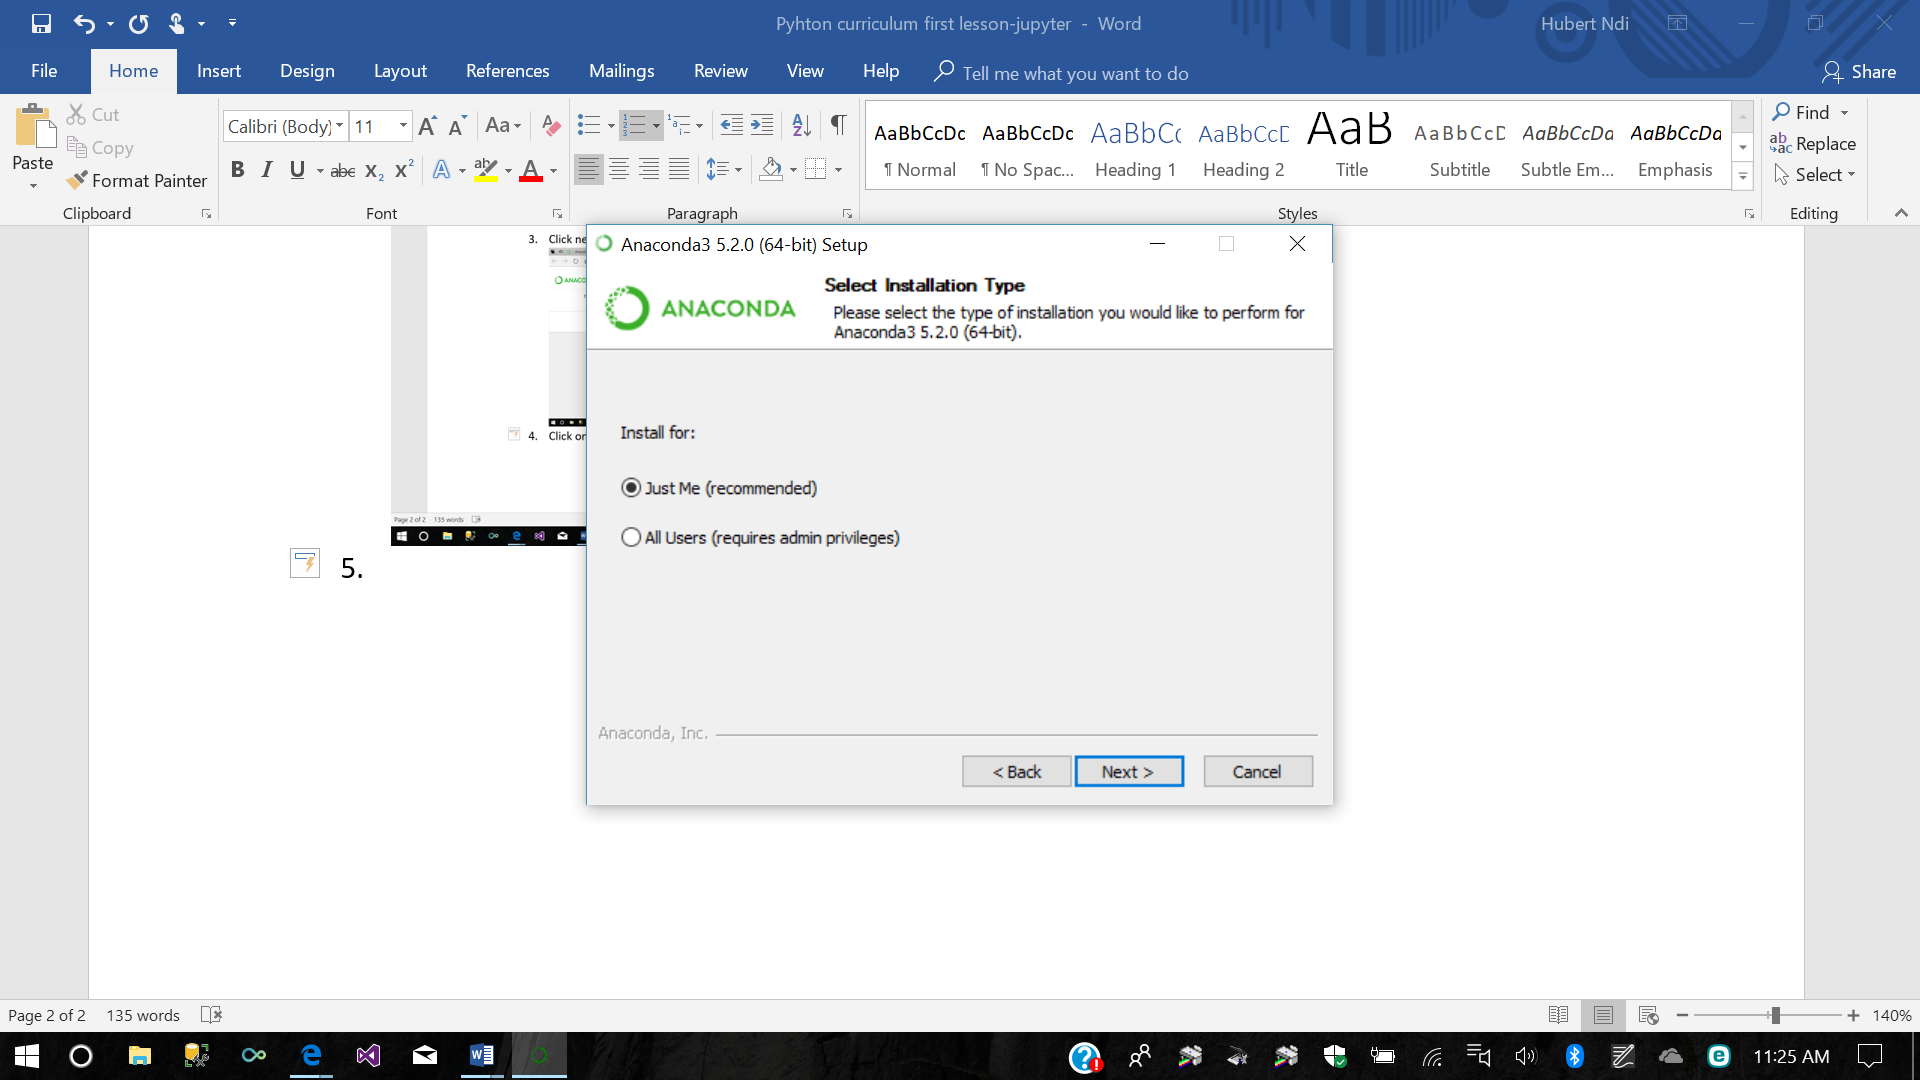 Pyhton curriculum first lesson-jupyter - Word
Hubert Ndi
File Home Insert Design Layout References Mailings Review View Help Tell me what you want to do Share
Paste
Cut
Copy
Format Painter
Clipboard
Calibri (Body) 11
Font
Paragraph
AaBbCcDc AaBbCcDc AaBbCc AaBbCcD AaB AaBbCcD AaBbCcDa AaBbCcDa
¶ Normal ¶ No Spac... Heading 1 Heading 2 Title Subtitle Subtle Em... Emphasis
Styles
Find
Replace
Select
Editing
3. Click ne
ANACO
4. Click on
Page 2 of 2 135 words
5.
Anaconda3 5.2.0 (64-bit) Setup
ANACONDA
Select Installation Type
Please select the type of installation you would like to perform for
Anaconda3 5.2.0 (64-bit).
Install for:
Just Me (recommended)
All Users (requires admin privileges)
Anaconda, Inc.
< Back Next > Cancel
Page 2 of 2 135 words
140%
11:25 AM